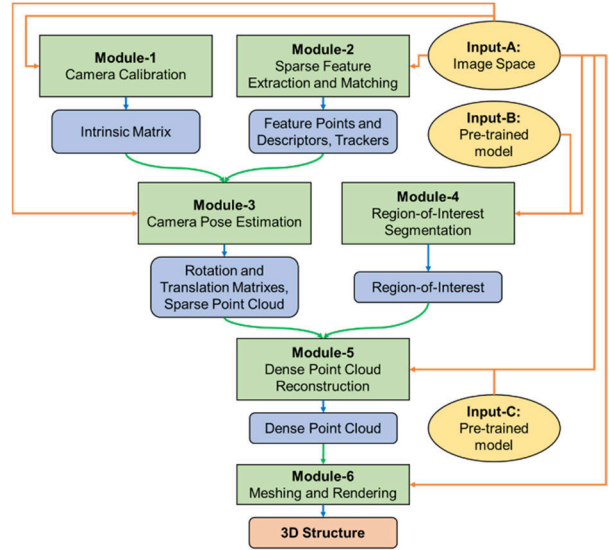 Module-1
Camera Calibration
Module-2
Sparse Feature
Extraction and Matching
Input-A:
Image Space
Intrinsic Matrix
Feature Points and
Descriptors, Trackers
Input-B:
Pre-trained
model
Module-3
Camera Pose Estimation
Module-4
Region-of-Interest
Segmentation
Rotation and
Translation Matrixes,
Sparse Point Cloud
Region-of-Interest
Module-5
Dense Point Cloud
Reconstruction
Input-C:
Pre-trained
model
Dense Point Cloud
Module-6
Meshing and Rendering
3D Structure